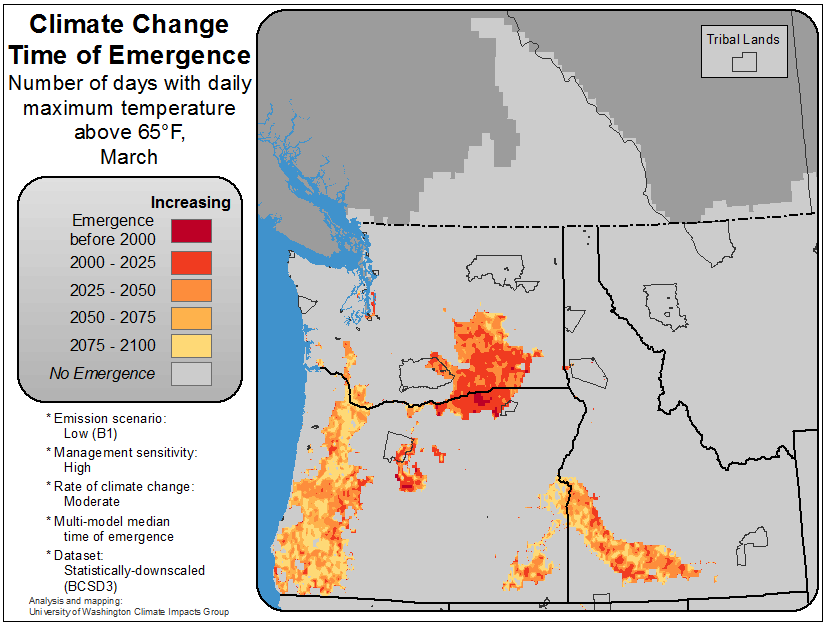 Climate Change
Time of Emergence
Number of days with daily
maximum temperature
above 65°F,
March
Increasing
Emergence
before 2000
2000 - 2025
2025 - 2050
2050 - 2075
2075 - 2100
No Emergence
* Emission scenario:
Low (B1)
* Management sensitivity:
High
* Rate of climate change:
Moderate
* Multi-model median
time of emergence
* Dataset:
Statistically-downscaled
(BCSD3)
Analysis and mapping:
University of Washington Climate Impacts Group
Tribal Lands